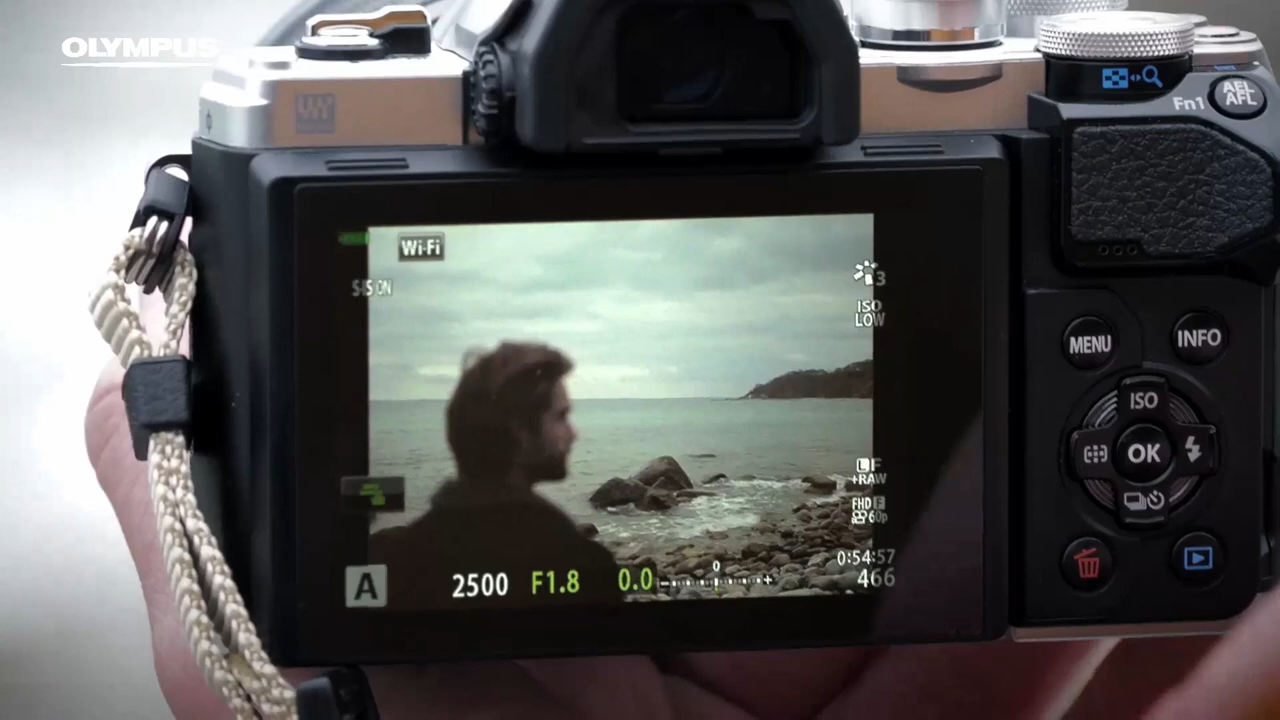 OLYMPUS
Fn1
AEL
AFL
Wi-Fi
S-IS ON
3
ISO
LOW
MENU
INFO
ISO
OK
LF
+RAW
FHD F
60p
0:54:57
A
2500 F1.8 0.0 − 0 + 466